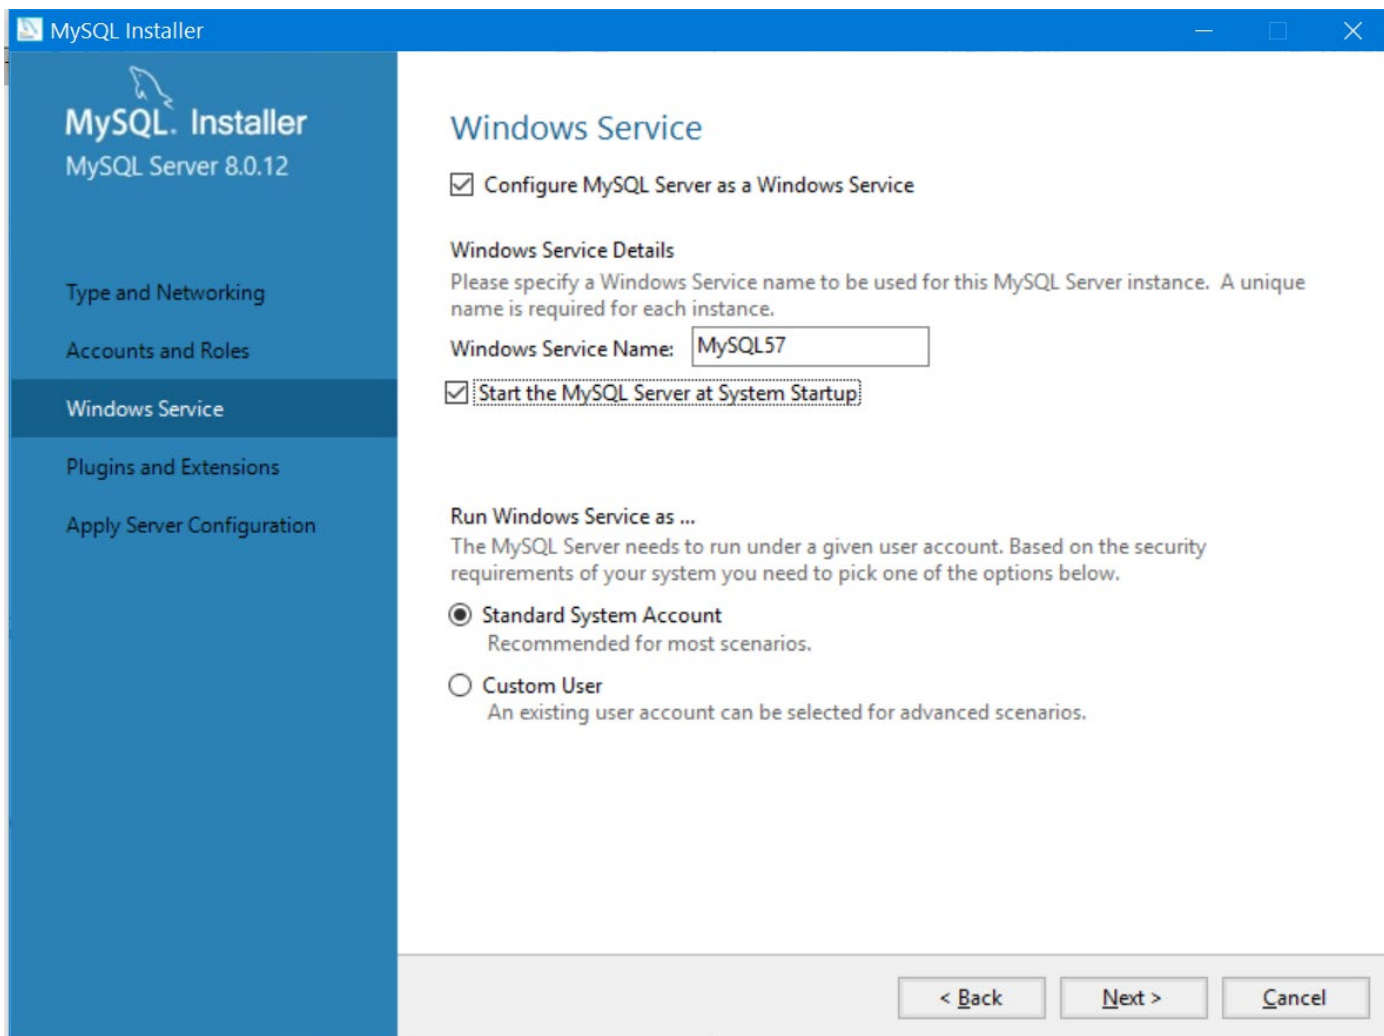 MySQL Installer
MySQL. Installer
MySQL Server 8.0.12
Type and Networking
Accounts and Roles
Windows Service
Plugins and Extensions
Apply Server Configuration
Windows Service
Configure MySQL Server as a Windows Service
Windows Service Details
Please specify a Windows Service name to be used for this MySQL Server instance. A unique
name is required for each instance.
Windows Service Name: MySQL57
Start the MySQL Server at System Startup
Run Windows Service as ...
The MySQL Server needs to run under a given user account. Based on the security
requirements of your system you need to pick one of the options below.
Standard System Account
Recommended for most scenarios.
Custom User
An existing user account can be selected for advanced scenarios.
< Back Next > Cancel